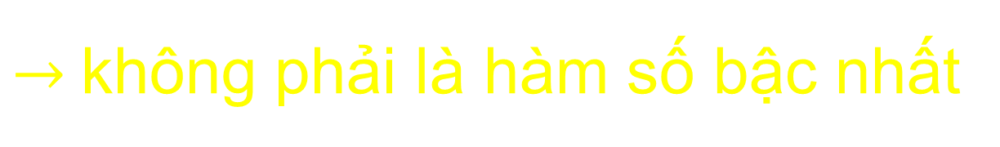 → không phải là hàm số bậc nhất